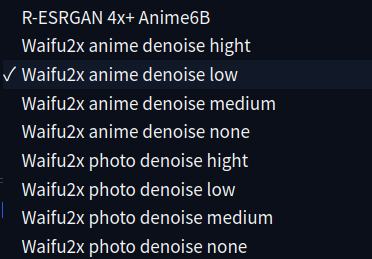 R-ESRGAN 4x+ Anime6B
Waifu2x anime denoise hight
✓ Waifu2x anime denoise low
Waifu2x anime denoise medium
Waifu2x anime denoise none
Waifu2x photo denoise hight
Waifu2x photo denoise low
Waifu2x photo denoise medium
Waifu2x photo denoise none